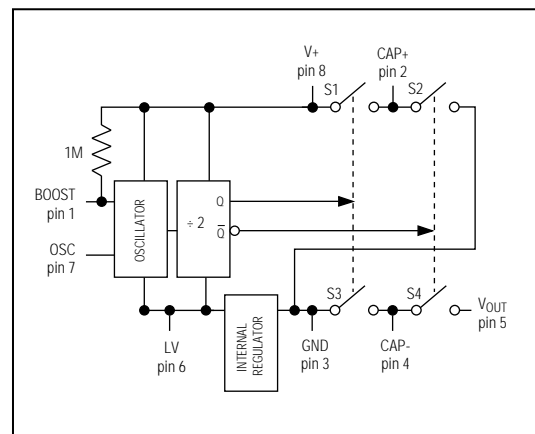 V+
pin 8
CAP+
pin 2
S1
S2
1M
BOOST
pin 1
OSCILLATOR
÷ 2
Q
Q̅
OSC
pin 7
S3
S4
VOUT
pin 5
LV
pin 6
INTERNAL
REGULATOR
GND
pin 3
CAP-
pin 4